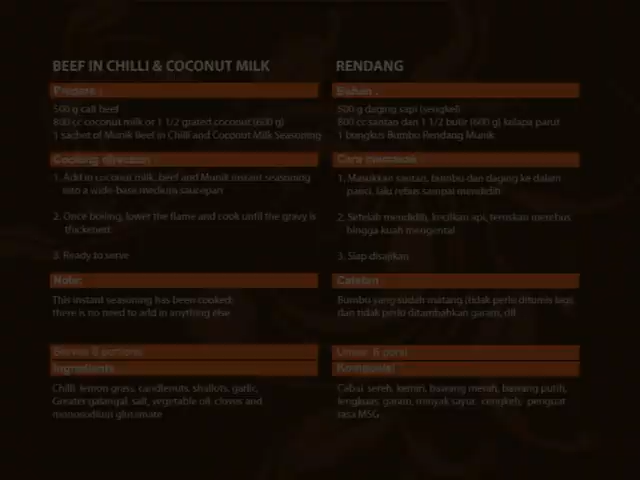 BEEF IN CHILLI & COCONUT MILK
Prepare :
500 g calf beef
800 cc coconut milk or 1 1/2 grated coconut (600 g)
1 sachet of Munik Beef in Chilli and Coconut Milk Seasoning
Cooking direction :
1. Add in coconut milk, beef and Munik instant seasoning
into a wide-base medium saucepan
2. Once boiling, lower the flame and cook until the gravy is
thickened
3. Ready to serve
Note:
This instant seasoning has been cooked;
there is no need to add in anything else
Serves 6 portions
Ingredients
Chilli, lemon grass, candlenuts, shallots, garlic,
Greater galangal, salt, vegetable oil, cloves and
monosodium glutamate
RENDANG
Bahan :
500 g daging sapi (sengkel)
800 cc santan dan 1 1/2 butir (600 g) kelapa parut
1 bungkus Bumbu Rendang Munik
Cara memasak
1. Masukkan santan, bumbu dan daging ke dalam
panci, lalu rebus sampai mendidih
2. Setelah mendidih, kecilkan api, teruskan merebus
hingga kuah mengental
3. Siap disajikan
Catatan
Bumbu yang sudah matang (tidak perlu ditumis lagi
dan tidak perlu ditambahkan garam, dll
Untuk 6 porsi
Komposisi
Cabai, sereh, kemiri, bawang merah, bawang putih,
lengkuas, garam, minyak sayur, cengkeh, penguat
rasa MSG